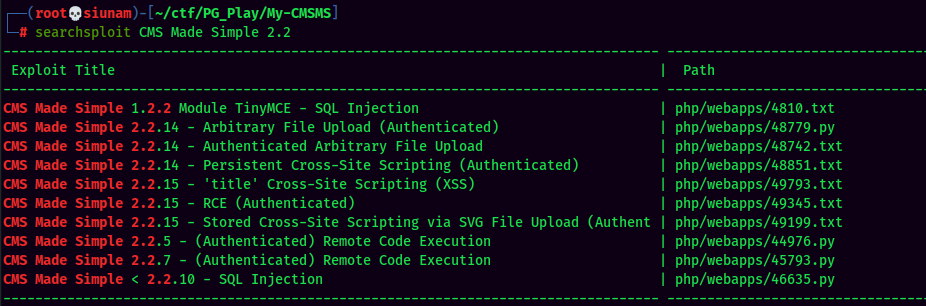 ┌──(root💀siunam)-[~/ctf/PG_Play/My-CMSMS]
└─# searchsploit CMS Made Simple 2.2
Exploit Title | Path
CMS Made Simple 1.2.2 Module TinyMCE - SQL Injection | php/webapps/4810.txt
CMS Made Simple 2.2.14 - Arbitrary File Upload (Authenticated) | php/webapps/48779.py
CMS Made Simple 2.2.14 - Authenticated Arbitrary File Upload | php/webapps/48742.txt
CMS Made Simple 2.2.14 - Persistent Cross-Site Scripting (Authenticated) | php/webapps/48851.txt
CMS Made Simple 2.2.15 - 'title' Cross-Site Scripting (XSS) | php/webapps/49793.txt
CMS Made Simple 2.2.15 - RCE (Authenticated) | php/webapps/49345.txt
CMS Made Simple 2.2.15 - Stored Cross-Site Scripting via SVG File Upload (Authent | php/webapps/49199.txt
CMS Made Simple 2.2.5 - (Authenticated) Remote Code Execution | php/webapps/44976.py
CMS Made Simple 2.2.7 - (Authenticated) Remote Code Execution | php/webapps/45793.py
CMS Made Simple < 2.2.10 - SQL Injection | php/webapps/46635.py